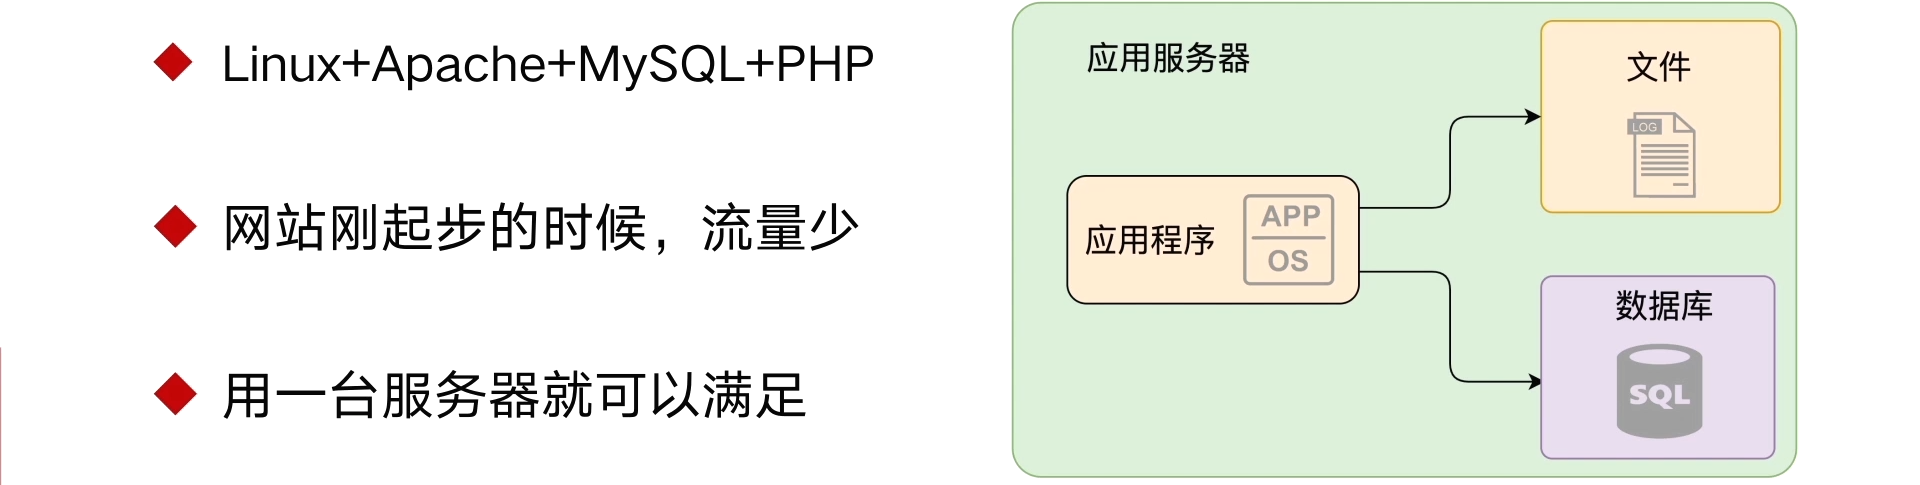 Linux+Apache+MySQL+PHP
网站刚起步的时候，流量少
用一台服务器就可以满足
应用服务器
文件
LOG
应用程序
APP
OS
数据库
SQL